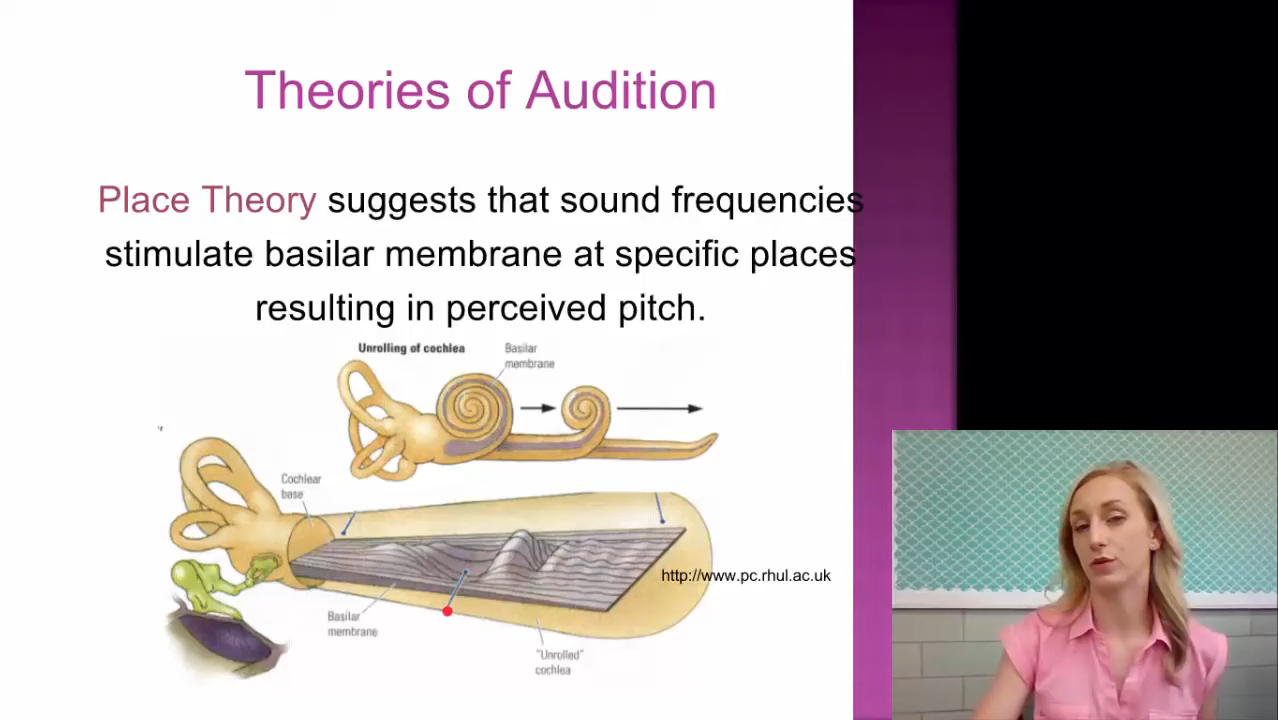 Theories of Audition
Place Theory suggests that sound frequencies
stimulate basilar membrane at specific places
resulting in perceived pitch.
Unrolling of cochlea
Basilar
membrane
Cochlear
base
http://www.pc.rhul.ac.uk
Basilar
membrane
"Unrolled"
cochlea